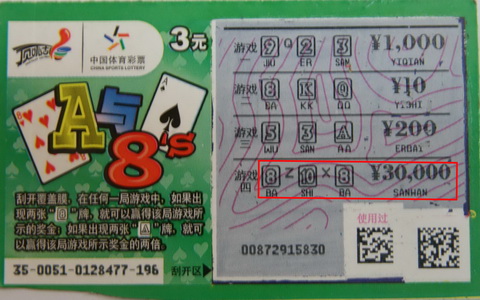 顶呱刮
中国体育彩票
CHINA SPORTS LOTTERY
3元
A与8's
刮开覆盖膜,在任何一局游戏中,如果出
现两张“8”牌,就可以赢得该局游戏所
示的奖金;如果出现两张“A”牌,就可
以赢得该局游戏所示奖金的两倍。
35-0051-0128477-196
刮开区
游戏一 9 Q 2 3 ¥1,000
JIU ER SAN YIQIAN
游戏二 8 K Q ¥10
BA KK QQ YISHI
游戏三 5 3 A ¥200
WU SAN AA ERBAI
游戏四 8 Z 10 X 8 ¥30,000
BA SHI BA SANWAN
使用过
00872915830